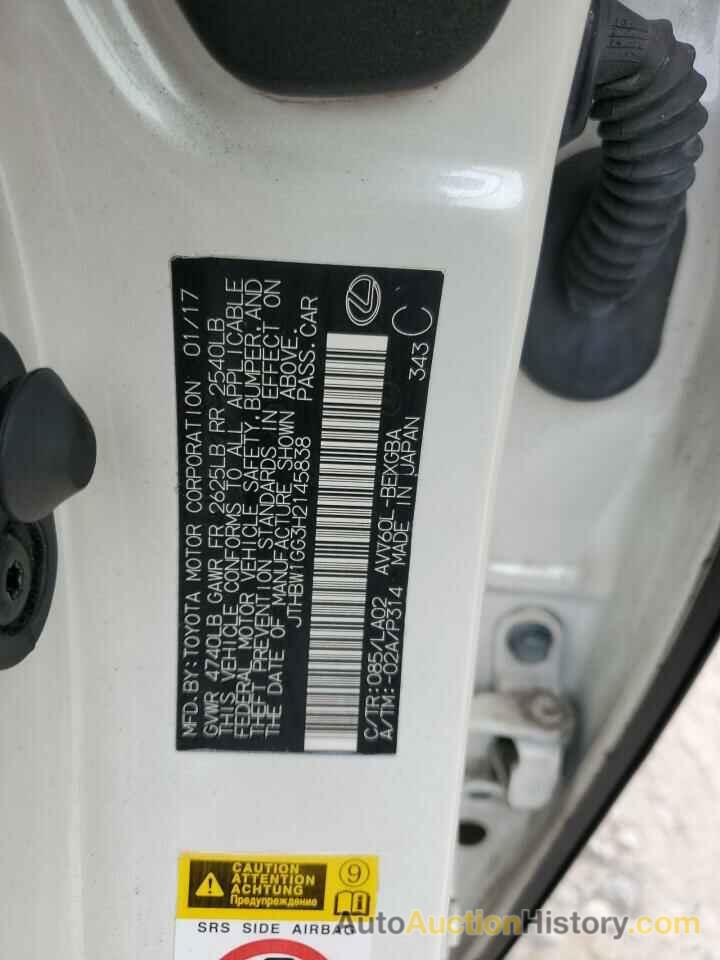 MFD. BY: TOYOTA MOTOR CORPORATION 01/17
GVWR 4740LB GAWR FR 2625LB RR 2540LB
THIS VEHICLE CONFORMS TO ALL APPLICABLE
FEDERAL MOTOR VEHICLE SAFETY, BUMPER, AND
THEFT PREVENTION STANDARDS IN EFFECT ON
THE DATE OF MANUFACTURE SHOWN ABOVE.
JTHBW1GG3H2145838 PASS. CAR
C/TR: 085/LA02 AVV60L-BEXGBA
A/TM: -02A/P314 MADE IN JAPAN 343 C
CAUTION
ATTENTION
ACHTUNG
Предупреждение
SRS SIDE AIRBAG
AutoAuctionHistory.com